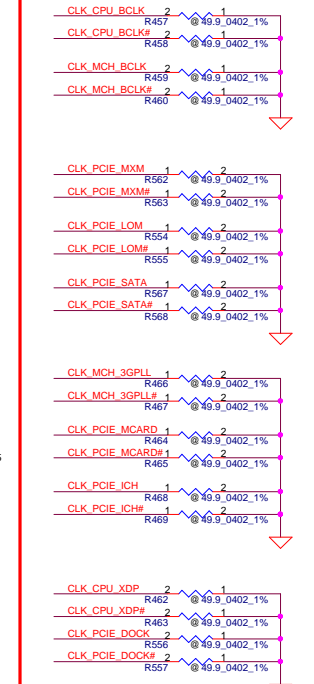 CLK_CPU_BCLK 2 1
R457 @ 49.9_0402_1%
CLK_CPU_BCLK# 2 1
R458 @ 49.9_0402_1%
CLK_MCH_BCLK 2 1
R459 @ 49.9_0402_1%
CLK_MCH_BCLK# 2 1
R460 @ 49.9_0402_1%
CLK_PCIE_MXM 1 2
R562 @ 49.9_0402_1%
CLK_PCIE_MXM# 1 2
R563 @ 49.9_0402_1%
CLK_PCIE_LOM 1 2
R554 @ 49.9_0402_1%
CLK_PCIE_LOM# 1 2
R555 @ 49.9_0402_1%
CLK_PCIE_SATA 1 2
R567 @ 49.9_0402_1%
CLK_PCIE_SATA# 1 2
R568 @ 49.9_0402_1%
CLK_MCH_3GPLL 1 2
R466 @ 49.9_0402_1%
CLK_MCH_3GPLL# 1 2
R467 @ 49.9_0402_1%
CLK_PCIE_MCARD 1 2
R464 @ 49.9_0402_1%
CLK_PCIE_MCARD# 1 2
R465 @ 49.9_0402_1%
s
CLK_PCIE_ICH 1 2
R468 @ 49.9_0402_1%
CLK_PCIE_ICH# 1 2
R469 @ 49.9_0402_1%
CLK_CPU_XDP 2 1
R462 @ 49.9_0402_1%
CLK_CPU_XDP# 2 1
R463 @ 49.9_0402_1%
CLK_PCIE_DOCK 2 1
R556 @ 49.9_0402_1%
CLK_PCIE_DOCK# 2 1
R557 @ 49.9_0402_1%